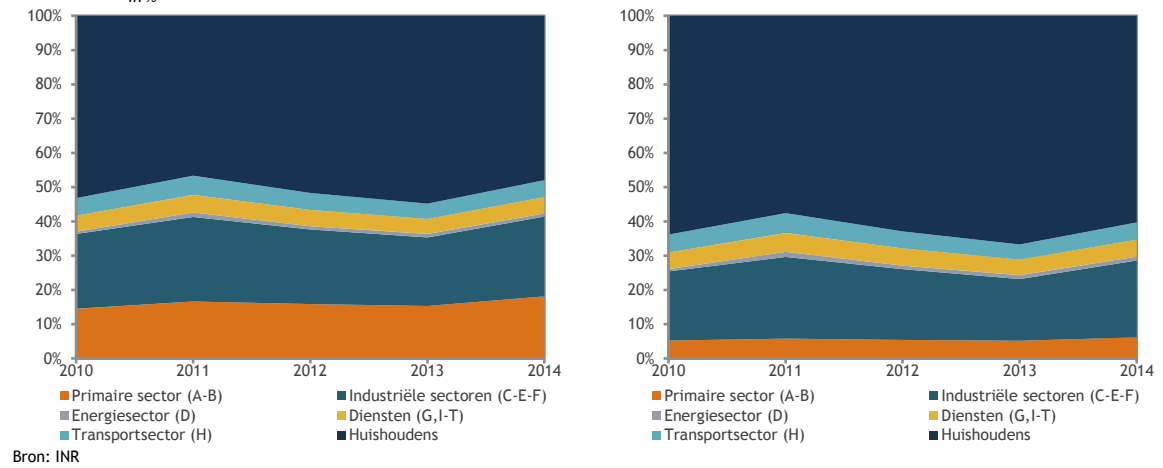 in %
100%
90%
80%
70%
60%
50%
40%
30%
20%
10%
0%
2010 2011 2012 2013 2014
Primaire sector (A-B) Industriële sectoren (C-E-F)
Energiesector (D) Diensten (G,I-T)
Transportsector (H) Huishoudens
100%
90%
80%
70%
60%
50%
40%
30%
20%
10%
0%
2010 2011 2012 2013 2014
Primaire sector (A-B) Industriële sectoren (C-E-F)
Energiesector (D) Diensten (G,I-T)
Transportsector (H) Huishoudens
Bron: INR